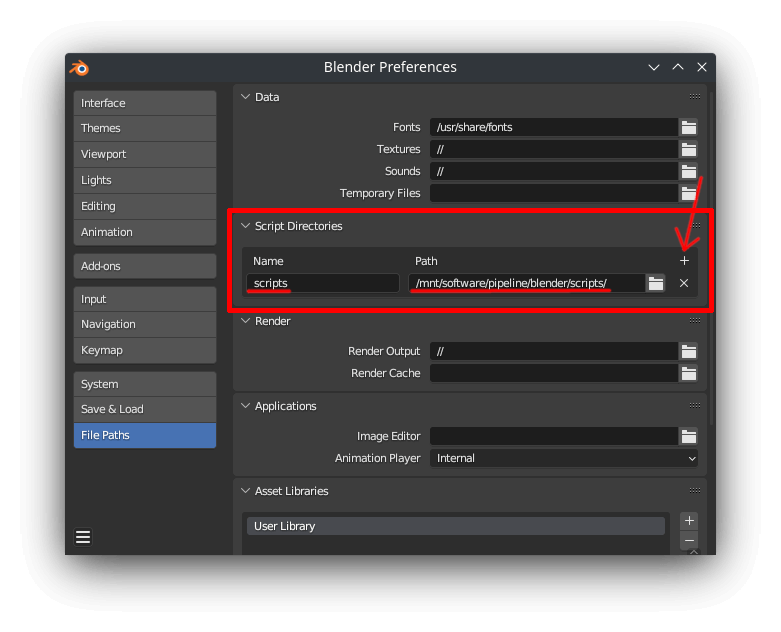 Blender Preferences
Interface
Themes
Viewport
Lights
Editing
Animation
Add-ons
Input
Navigation
Keymap
System
Save & Load
File Paths
Data
Fonts /usr/share/fonts
Textures //
Sounds //
Temporary Files
Script Directories
Name Path
scripts /mnt/software/pipeline/blender/scripts/
Render
Render Output //
Render Cache
Applications
Image Editor
Animation Player Internal
Asset Libraries
User Library